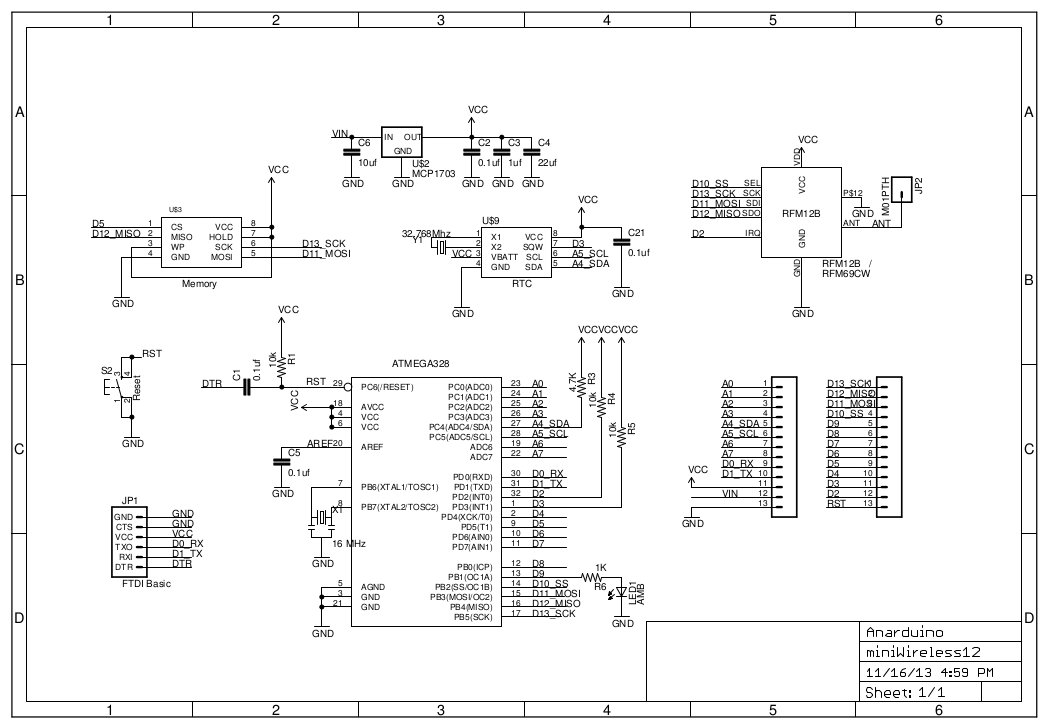 1 2 3 4 5 6
A A
B B
C C
D D
VIN
C6
10uf
GND
IN OUT
GND
U$2
MCP1703
GND
VCC
C2
0.1uf
GND
C3
1uf
GND
C4
22uf
GND
VCC
U$3
D5 1 CS VCC 8
D12_MISO 2 MISO HOLD 7
3 WP SCK 6 D13_SCK
4 GND MOSI 5 D11_MOSI
Memory
GND
VCC
U$9
32.768Mhz
Y1
1 X1 VCC 8
2 X2 SQW 7 D3
VCC 3 VBATT SCL 6 A5_SCL
4 GND SDA 5 A4_SDA
RTC
GND
C21
0.1uf
GND
VCC
VDD
VCC
D10_SS SEL
D13_SCK SCK
D11_MOSI SDI
D12_MISO SDO
D2 IRQ
RFM12B
GND
GND
P$12
GND
ANT ANT
M01PTH
JP2
RFM12B /
RFM69CW
GND
RST
S2
3 4
1 2
Reset
GND
VCC
10k
R1
DTR
C1
0.1uf
RST
VCC
AREF
C5
0.1uf
GND
X1
16 MHz
GND
GND
ATMEGA328
29 PC6(/RESET)
18 AVCC
4 VCC
6 VCC
20 AREF
7 PB6(XTAL1/TOSC1)
8 PB7(XTAL2/TOSC2)
5 AGND
3 GND
21 GND
PC0(ADC0) 23 A0
PC1(ADC1) 24 A1
PC2(ADC2) 25 A2
PC3(ADC3) 26 A3
PC4(ADC4/SDA) 27 A4_SDA
PC5(ADC5/SCL) 28 A5_SCL
ADC6 19 A6
ADC7 22 A7
PD0(RXD) 30 D0_RX
PD1(TXD) 31 D1_TX
PD2(INT0) 32 D2
PD3(INT1) 1 D3
PD4(XCK/T0) 2 D4
PD5(T1) 9 D5
PD6(AIN0) 10 D6
PD7(AIN1) 11 D7
PB0(ICP) 12 D8
PB1(OC1A) 13 D9
PB2(SS/OC1B) 14 D10_SS
PB3(MOSI/OC2) 15 D11_MOSI
PB4(MISO) 16 D12_MISO
PB5(SCK) 17 D13_SCK
VCC VCC VCC
4.7K R3
10k R4
10k R5
1K
R6
LED1
AMB
GND
JP1
GND GND
CTS GND
VCC VCC
TXO D0_RX
RXI D1_TX
DTR DTR
FTDI Basic
A0 1
A1 2
A2 3
A3 4
A4_SDA 5
A5_SCL 6
A6 7
A7 8
D0_RX 9
D1_TX 10
VCC 11
VIN 12
13
GND
D13_SCK 1
D12_MISO 2
D11_MOSI 3
D10_SS 4
D9 5
D8 6
D7 7
D6 8
D5 9
D4 10
D3 11
D2 12
RST 13
Anarduino
miniWireless12
11/16/13 4:59 PM
Sheet: 1/1
1 2 3 4 5 6